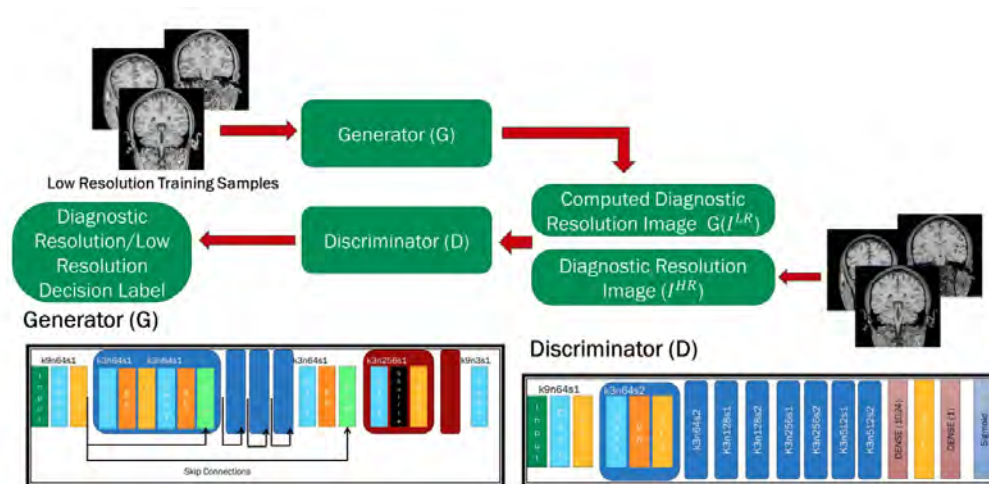 Generator (G)
Low Resolution Training Samples
Computed Diagnostic
Resolution Image G(I^LR)
Diagnostic
Resolution/Low
Resolution
Decision Label
Discriminator (D)
Diagnostic Resolution
Image (I^HR)
Generator (G)
k9n64s1
k3n64s1
k3n64s1
k3n64s1
k3n256s1
k9n3s1
Input
Skip Connections
Discriminator (D)
k9n64s1
k3n64s2
Input
k3n64s2
K3n128s1
K3n128s2
K3n256s1
K3n256s2
K3n512s1
K3n512s2
DENSE (1024)
DENSE (1)
Sigmoid